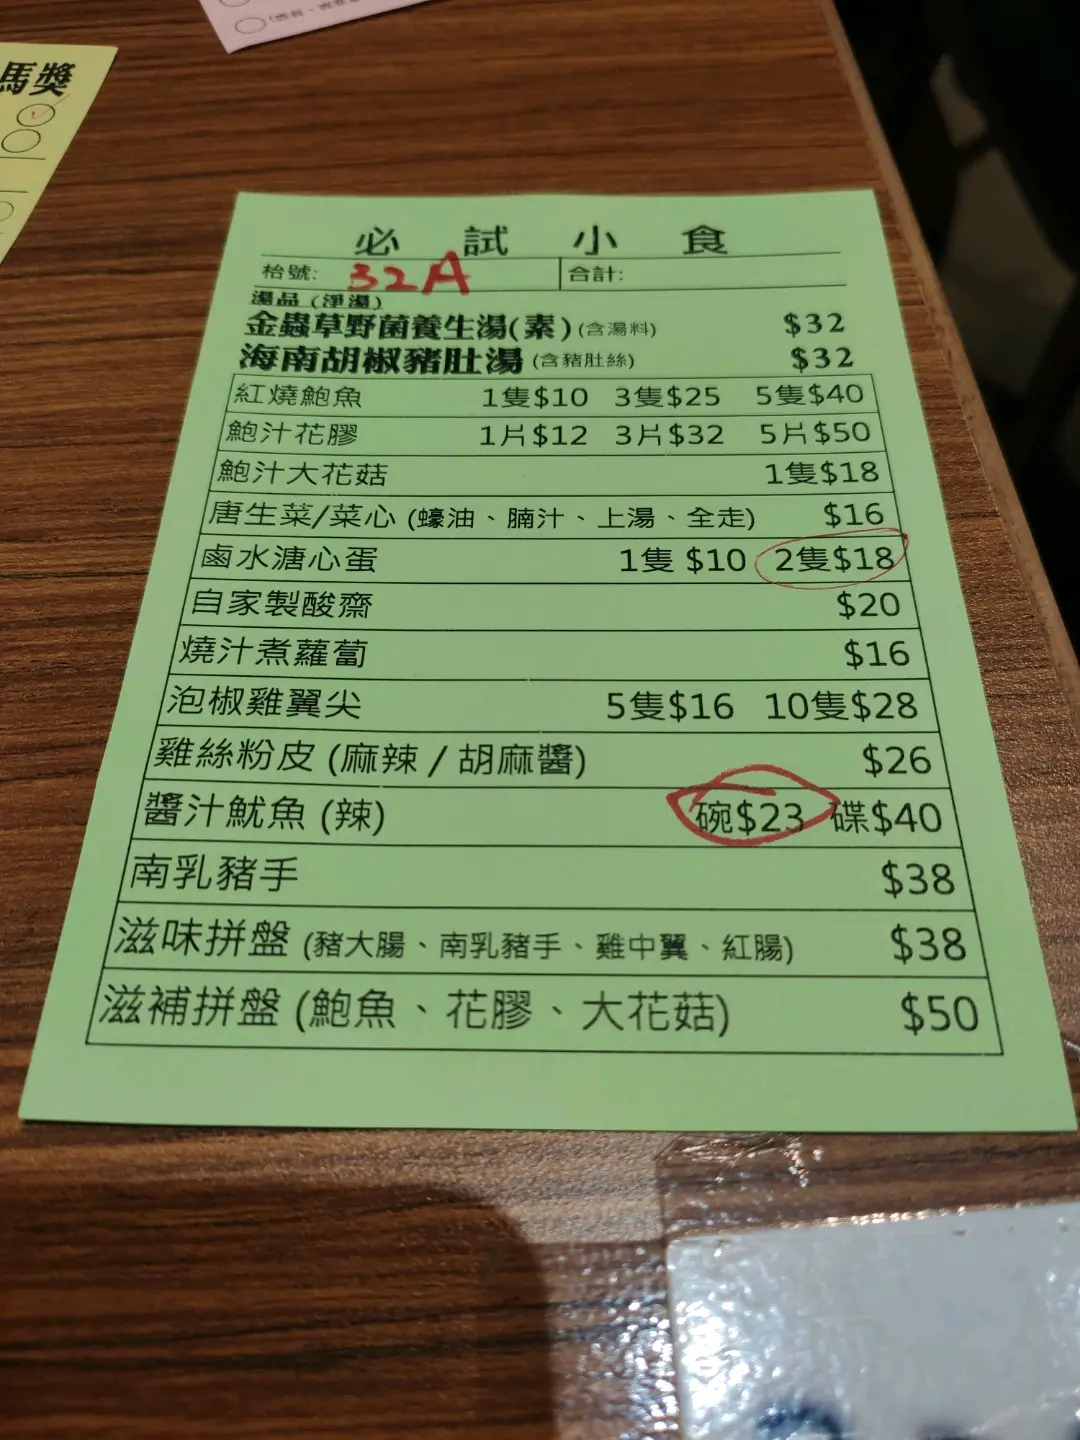 馬獎
必試小食
枱號: 32A 合計:
湯品 (淨湯)
金蟲草野菌養生湯(素) (含湯料) $32
海南胡椒豬肚湯 (含豬肚絲) $32
紅燒鮑魚 1隻$10 3隻$25 5隻$40
鮑汁花膠 1片$12 3片$32 5片$50
鮑汁大花菇 1隻$18
唐生菜/菜心 (蠔油、腩汁、上湯、全走) $16
鹵水溏心蛋 1隻 $10 2隻$18
自家製酸齋 $20
燒汁煮蘿蔔 $16
泡椒雞翼尖 5隻$16 10隻$28
雞絲粉皮 (麻辣 / 胡麻醬) $26
醬汁魷魚 (辣) 碗$23 碟$40
南乳豬手 $38
滋味拼盤 (豬大腸、南乳豬手、雞中翼、紅腸) $38
滋補拼盤 (鮑魚、花膠、大花菇) $50